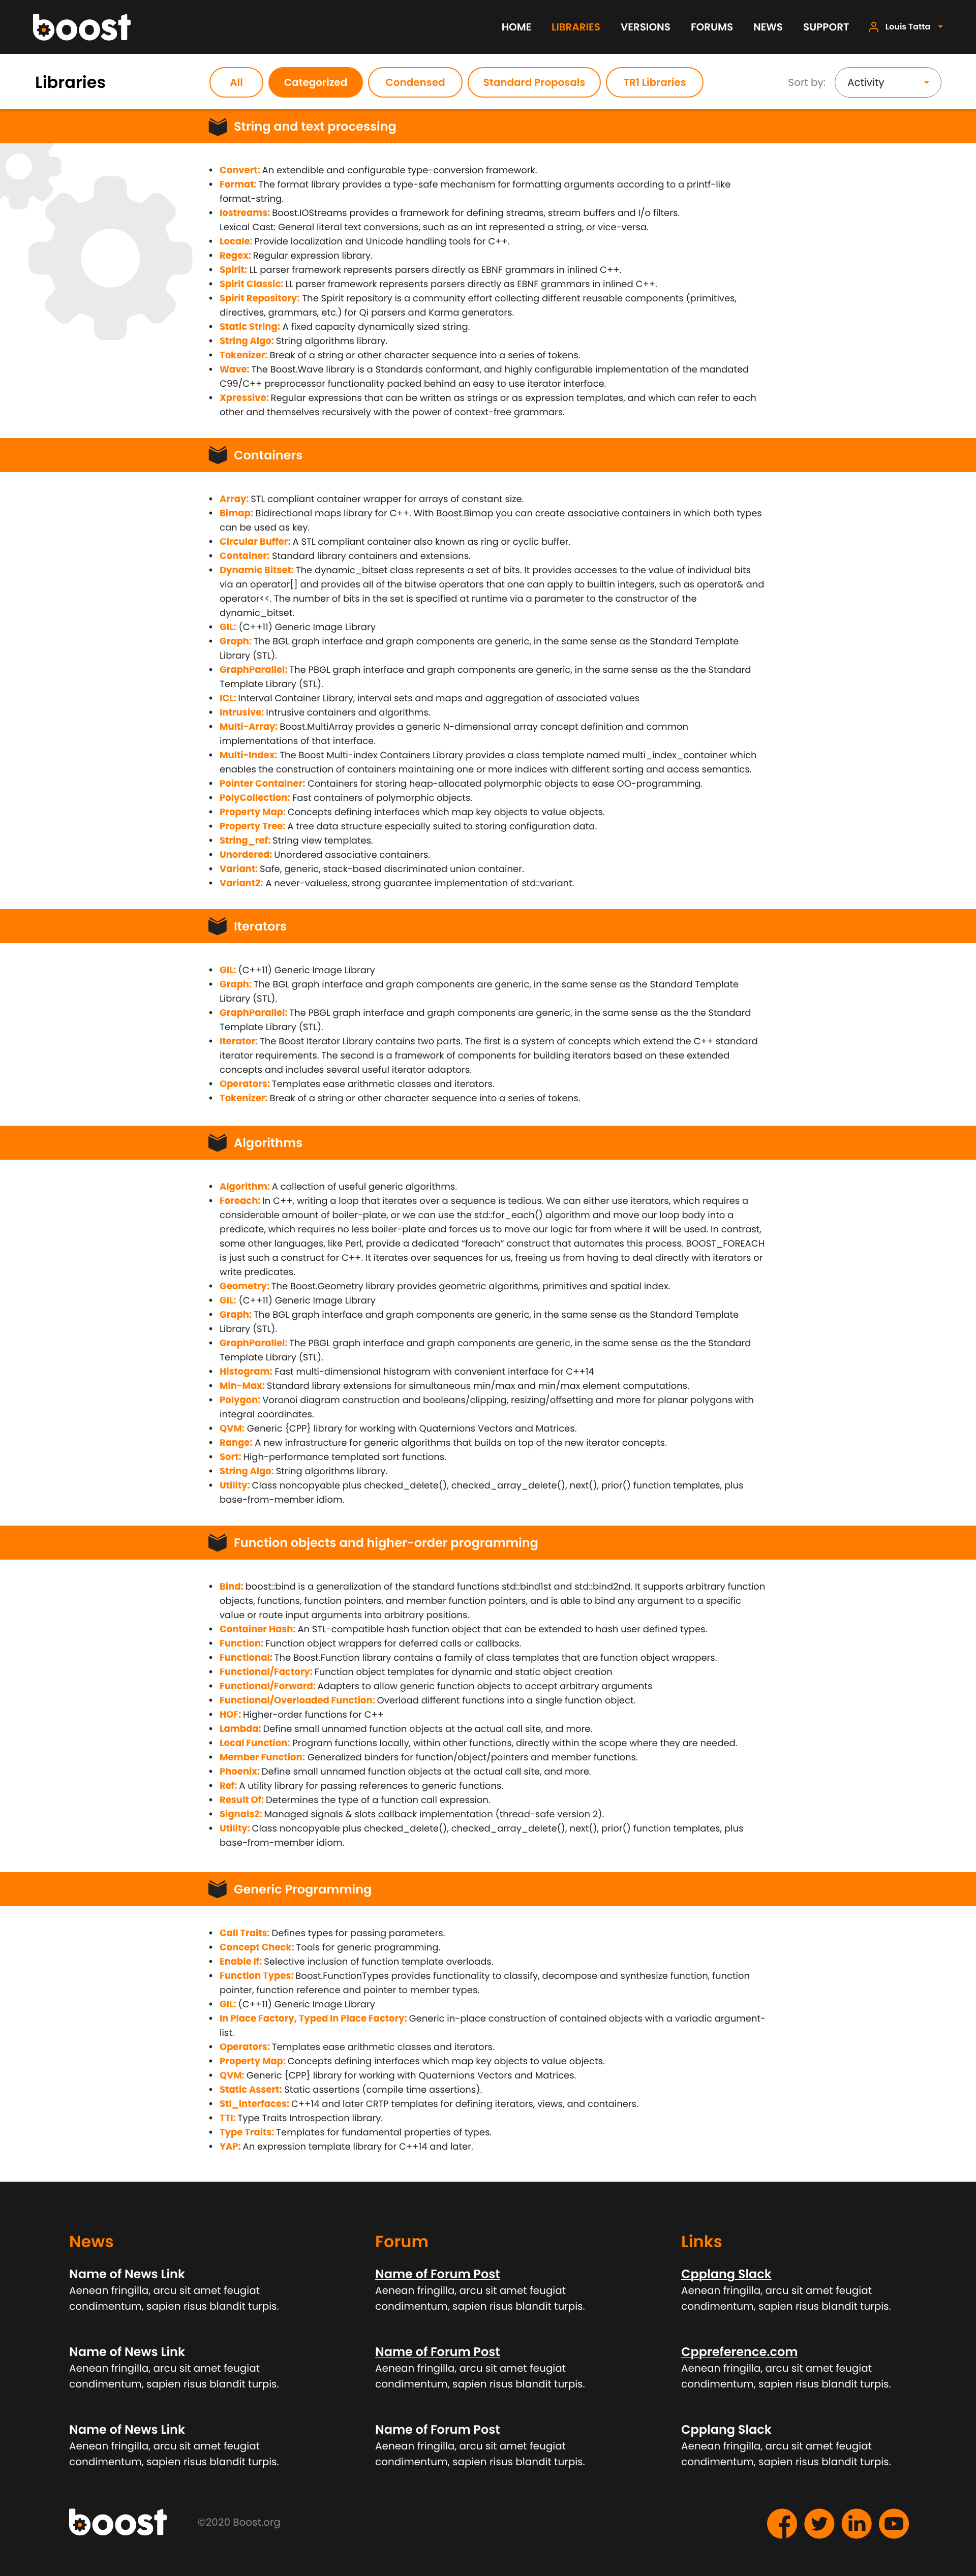 boost
HOME LIBRARIES VERSIONS FORUMS NEWS SUPPORT Louis Tatta
Libraries
All Categorized Condensed Standard Proposals TR1 Libraries Sort by: Activity
String and text processing
• Convert: An extendible and configurable type-conversion framework.
• Format: The format library provides a type-safe mechanism for formatting arguments according to a printf-like
format-string.
• Iostreams: Boost.IOStreams provides a framework for defining streams, stream buffers and I/o filters.
Lexical Cast: General literal text conversions, such as an int represented a string, or vice-versa.
• Locale: Provide localization and Unicode handling tools for C++.
• Regex: Regular expression library.
• Spirit: LL parser framework represents parsers directly as EBNF grammars in inlined C++.
• Spirit Classic: LL parser framework represents parsers directly as EBNF grammars in inlined C++.
• Spirit Repository: The Spirit repository is a community effort collecting different reusable components (primitives,
directives, grammars, etc.) for Qi parsers and Karma generators.
• Static String: A fixed capacity dynamically sized string.
• String Algo: String algorithms library.
• Tokenizer: Break of a string or other character sequence into a series of tokens.
• Wave: The Boost.Wave library is a Standards conformant, and highly configurable implementation of the mandated
C99/C++ preprocessor functionality packed behind an easy to use iterator interface.
• Xpressive: Regular expressions that can be written as strings or as expression templates, and which can refer to each
other and themselves recursively with the power of context-free grammars.
Containers
• Array: STL compliant container wrapper for arrays of constant size.
• Bimap: Bidirectional maps library for C++. With Boost.Bimap you can create associative containers in which both types
can be used as key.
• Circular Buffer: A STL compliant container also known as ring or cyclic buffer.
• Container: Standard library containers and extensions.
• Dynamic Bitset: The dynamic_bitset class represents a set of bits. It provides accesses to the value of individual bits
via an operator[] and provides all of the bitwise operators that one can apply to builtin integers, such as operator& and
operator<<. The number of bits in the set is specified at runtime via a parameter to the constructor of the
dynamic_bitset.
• GIL: (C++11) Generic Image Library
• Graph: The BGL graph interface and graph components are generic, in the same sense as the Standard Template
Library (STL).
• GraphParallel: The PBGL graph interface and graph components are generic, in the same sense as the the Standard
Template Library (STL).
• ICL: Interval Container Library, interval sets and maps and aggregation of associated values
• Intrusive: Intrusive containers and algorithms.
• Multi-Array: Boost.MultiArray provides a generic N-dimensional array concept definition and common
implementations of that interface.
• Multi-Index: The Boost Multi-index Containers Library provides a class template named multi_index_container which
enables the construction of containers maintaining one or more indices with different sorting and access semantics.
• Pointer Container: Containers for storing heap-allocated polymorphic objects to ease OO-programming.
• PolyCollection: Fast containers of polymorphic objects.
• Property Map: Concepts defining interfaces which map key objects to value objects.
• Property Tree: A tree data structure especially suited to storing configuration data.
• String_ref: String view templates.
• Unordered: Unordered associative containers.
• Variant: Safe, generic, stack-based discriminated union container.
• Variant2: A never-valueless, strong guarantee implementation of std::variant.
Iterators
• GIL: (C++11) Generic Image Library
• Graph: The BGL graph interface and graph components are generic, in the same sense as the Standard Template
Library (STL).
• GraphParallel: The PBGL graph interface and graph components are generic, in the same sense as the the Standard
Template Library (STL).
• Iterator: The Boost Iterator Library contains two parts. The first is a system of concepts which extend the C++ standard
iterator requirements. The second is a framework of components for building iterators based on these extended
concepts and includes several useful iterator adaptors.
• Operators: Templates ease arithmetic classes and iterators.
• Tokenizer: Break of a string or other character sequence into a series of tokens.
Algorithms
• Algorithm: A collection of useful generic algorithms.
• Foreach: In C++, writing a loop that iterates over a sequence is tedious. We can either use iterators, which requires a
considerable amount of boiler-plate, or we can use the std::for_each() algorithm and move our loop body into a
predicate, which requires no less boiler-plate and forces us to move our logic far from where it will be used. In contrast,
some other languages, like Perl, provide a dedicated “foreach” construct that automates this process. BOOST_FOREACH
is just such a construct for C++. It iterates over sequences for us, freeing us from having to deal directly with iterators or
write predicates.
• Geometry: The Boost.Geometry library provides geometric algorithms, primitives and spatial index.
• GIL: (C++11) Generic Image Library
• Graph: The BGL graph interface and graph components are generic, in the same sense as the Standard Template
• Library (STL).
• GraphParallel: The PBGL graph interface and graph components are generic, in the same sense as the the Standard
Template Library (STL).
• Histogram: Fast multi-dimensional histogram with convenient interface for C++14
• Min-Max: Standard library extensions for simultaneous min/max and min/max element computations.
• Polygon: Voronoi diagram construction and booleans/clipping, resizing/offsetting and more for planar polygons with
integral coordinates.
• QVM: Generic {CPP} library for working with Quaternions Vectors and Matrices.
• Range: A new infrastructure for generic algorithms that builds on top of the new iterator concepts.
• Sort: High-performance templated sort functions.
• String Algo: String algorithms library.
• Utility: Class noncopyable plus checked_delete(), checked_array_delete(), next(), prior() function templates, plus
base-from-member idiom.
Function objects and higher-order programming
• Bind: boost::bind is a generalization of the standard functions std::bind1st and std::bind2nd. It supports arbitrary function
objects, functions, function pointers, and member function pointers, and is able to bind any argument to a specific
value or route input arguments into arbitrary positions.
• Container Hash: An STL-compatible hash function object that can be extended to hash user defined types.
• Function: Function object wrappers for deferred calls or callbacks.
• Functional: The Boost.Function library contains a family of class templates that are function object wrappers.
• Functional/Factory: Function object templates for dynamic and static object creation
• Functional/Forward: Adapters to allow generic function objects to accept arbitrary arguments
• Functional/Overloaded Function: Overload different functions into a single function object.
• HOF: Higher-order functions for C++
• Lambda: Define small unnamed function objects at the actual call site, and more.
• Local Function: Program functions locally, within other functions, directly within the scope where they are needed.
• Member Function: Generalized binders for function/object/pointers and member functions.
• Phoenix: Define small unnamed function objects at the actual call site, and more.
• Ref: A utility library for passing references to generic functions.
• Result Of: Determines the type of a function call expression.
• Signals2: Managed signals & slots callback implementation (thread-safe version 2).
• Utility: Class noncopyable plus checked_delete(), checked_array_delete(), next(), prior() function templates, plus
base-from-member idiom.
Generic Programming
• Call Traits: Defines types for passing parameters.
• Concept Check: Tools for generic programming.
• Enable If: Selective inclusion of function template overloads.
• Function Types: Boost.FunctionTypes provides functionality to classify, decompose and synthesize function, function
pointer, function reference and pointer to member types.
• GIL: (C++11) Generic Image Library
• In Place Factory, Typed In Place Factory: Generic in-place construction of contained objects with a variadic argument-
list.
• Operators: Templates ease arithmetic classes and iterators.
• Property Map: Concepts defining interfaces which map key objects to value objects.
• QVM: Generic {CPP} library for working with Quaternions Vectors and Matrices.
• Static Assert: Static assertions (compile time assertions).
• Stl_interfaces: C++14 and later CRTP templates for defining iterators, views, and containers.
• TTI: Type Traits Introspection library.
• Type Traits: Templates for fundamental properties of types.
• YAP: An expression template library for C++14 and later.
News Forum Links
Name of News Link Name of Forum Post Cpplang Slack
Aenean fringilla, arcu sit amet feugiat Aenean fringilla, arcu sit amet feugiat Aenean fringilla, arcu sit amet feugiat
condimentum, sapien risus blandit turpis. condimentum, sapien risus blandit turpis. condimentum, sapien risus blandit turpis.
Name of News Link Name of Forum Post Cppreference.com
Aenean fringilla, arcu sit amet feugiat Aenean fringilla, arcu sit amet feugiat Aenean fringilla, arcu sit amet feugiat
condimentum, sapien risus blandit turpis. condimentum, sapien risus blandit turpis. condimentum, sapien risus blandit turpis.
Name of News Link Name of Forum Post Cpplang Slack
Aenean fringilla, arcu sit amet feugiat Aenean fringilla, arcu sit amet feugiat Aenean fringilla, arcu sit amet feugiat
condimentum, sapien risus blandit turpis. condimentum, sapien risus blandit turpis. condimentum, sapien risus blandit turpis.
boost ©2020 Boost.org